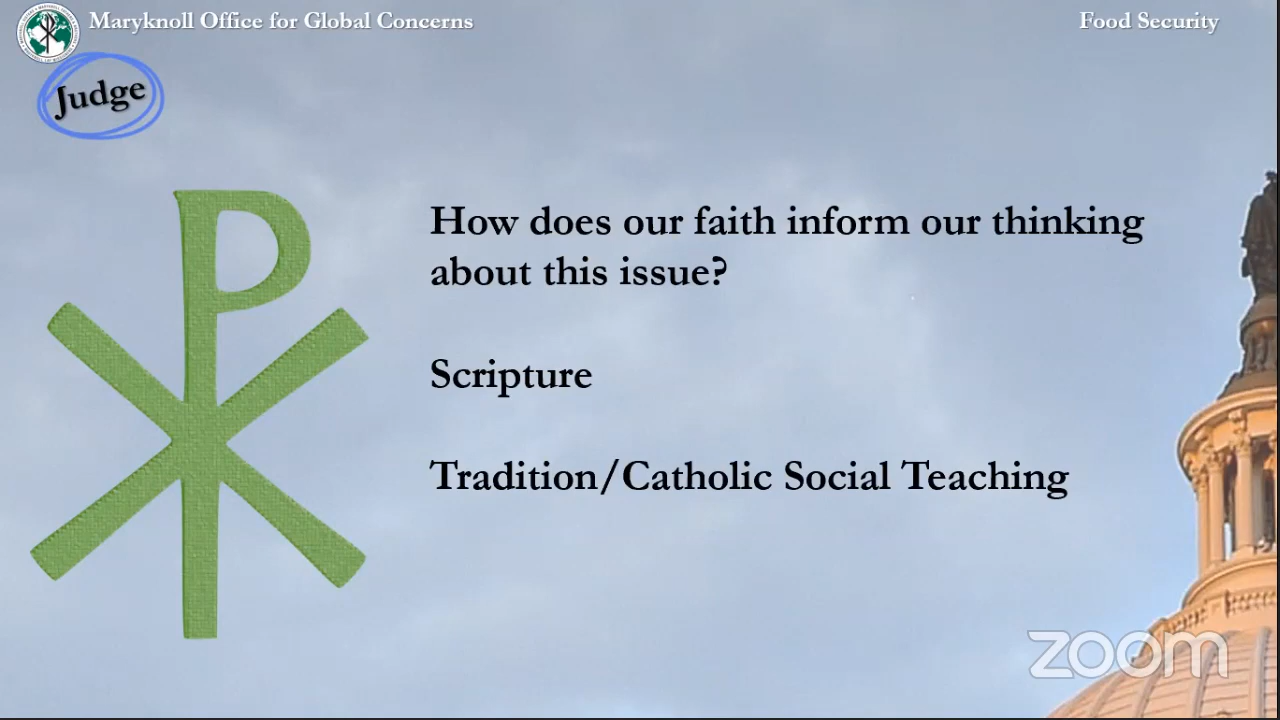 Maryknoll Office for Global Concerns
Food Security
Judge
How does our faith inform our thinking
about this issue?
Scripture
Tradition/Catholic Social Teaching
zoom